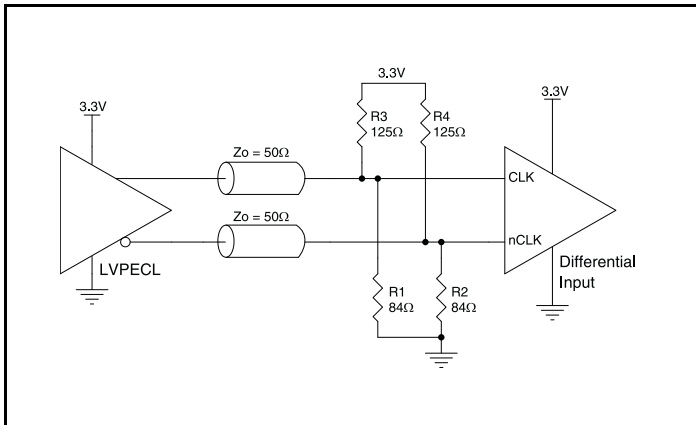 3.3V
3.3V
3.3V
R3
125Ω
R4
125Ω
Zo = 50Ω
CLK
Zo = 50Ω
nCLK
LVPECL
Differential
Input
R1
84Ω
R2
84Ω